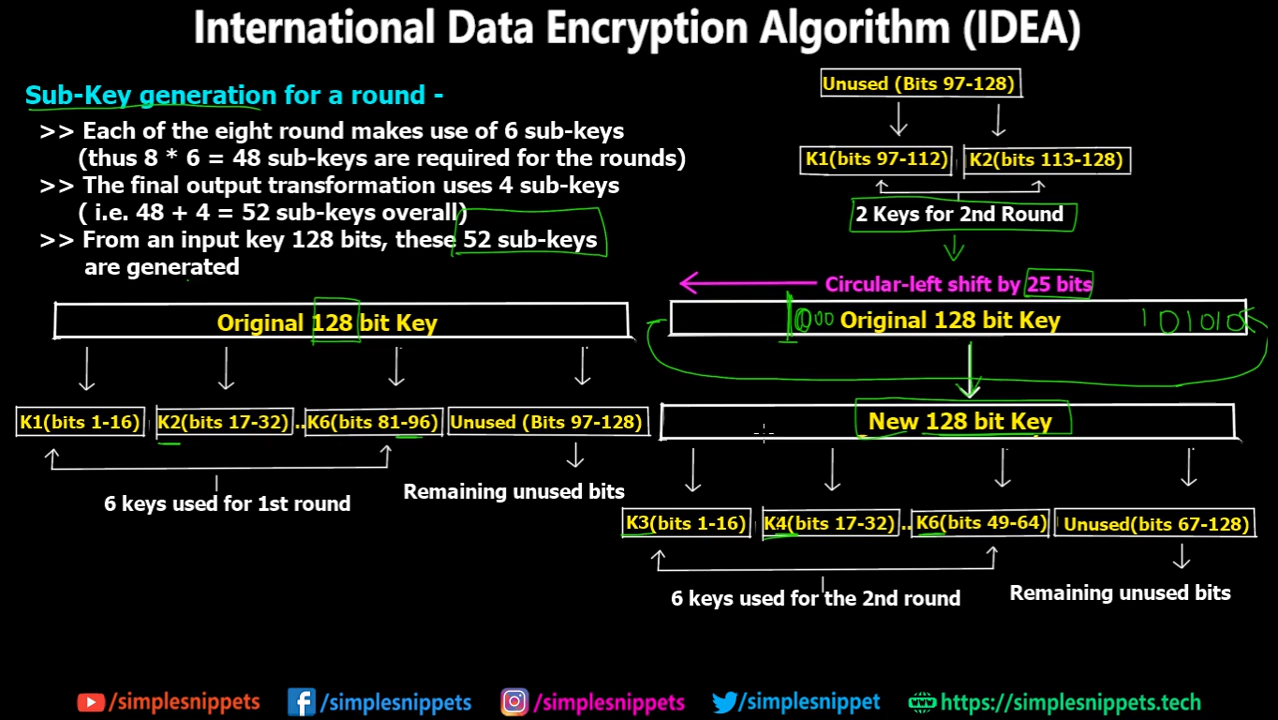 International Data Encryption Algorithm (IDEA)
Sub-Key generation for a round -
>> Each of the eight round makes use of 6 sub-keys
(thus 8 * 6 = 48 sub-keys are required for the rounds)
>> The final output transformation uses 4 sub-keys
( i.e. 48 + 4 = 52 sub-keys overall)
>> From an input key 128 bits, these 52 sub-keys
are generated
Original 128 bit Key
K1(bits 1-16)
K2(bits 17-32)
..
K6(bits 81-96)
Unused (Bits 97-128)
6 keys used for 1st round
Remaining unused bits
Unused (Bits 97-128)
K1(bits 97-112)
K2(bits 113-128)
2 Keys for 2nd Round
Circular-left shift by 25 bits
000 Original 128 bit Key 101010
New 128 bit Key
K3(bits 1-16)
K4(bits 17-32)
..
K6(bits 49-64)
Unused(bits 67-128)
6 keys used for the 2nd round
Remaining unused bits
/simplesnippets
/simplesnippets
/simplesnippets
/simplesnippets
https://simplesnippets.tech